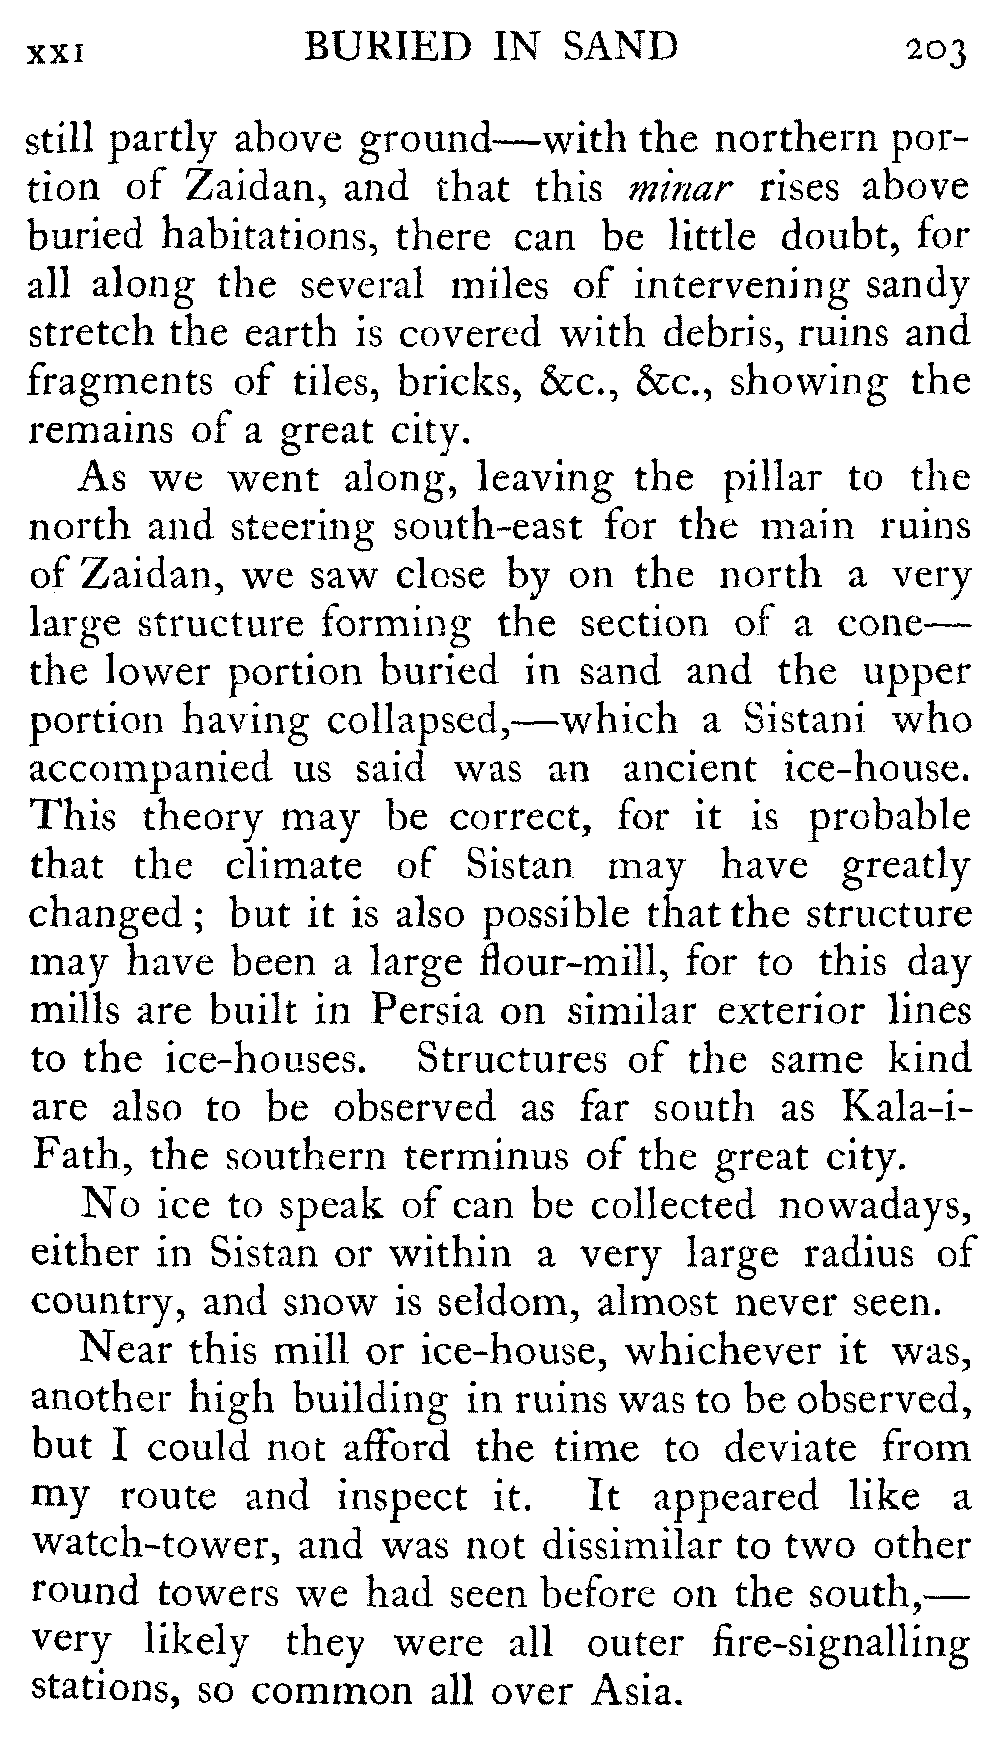 XXI BURIED IN SAND 203
still partly above ground—with the northern por-
tion of Zaidan, and that this minar rises above
buried habitations, there can be little doubt, for
all along the several miles of intervening sandy
stretch the earth is covered with debris, ruins and
fragments of tiles, bricks, &c., &c., showing the
remains of a great city.
As we went along, leaving the pillar to the
north and steering south-east for the main ruins
of Zaidan, we saw close by on the north a very
large structure forming the section of a cone—
the lower portion buried in sand and the upper
portion having collapsed,—which a Sistani who
accompanied us said was an ancient ice-house.
This theory may be correct, for it is probable
that the climate of Sistan may have greatly
changed; but it is also possible that the structure
may have been a large flour-mill, for to this day
mills are built in Persia on similar exterior lines
to the ice-houses. Structures of the same kind
are also to be observed as far south as Kala-i-
Fath, the southern terminus of the great city.
No ice to speak of can be collected nowadays,
either in Sistan or within a very large radius of
country, and snow is seldom, almost never seen.
Near this mill or ice-house, whichever it was,
another high building in ruins was to be observed,
but I could not afford the time to deviate from
my route and inspect it. It appeared like a
watch-tower, and was not dissimilar to two other
round towers we had seen before on the south,—
very likely they were all outer fire-signalling
stations, so common all over Asia.